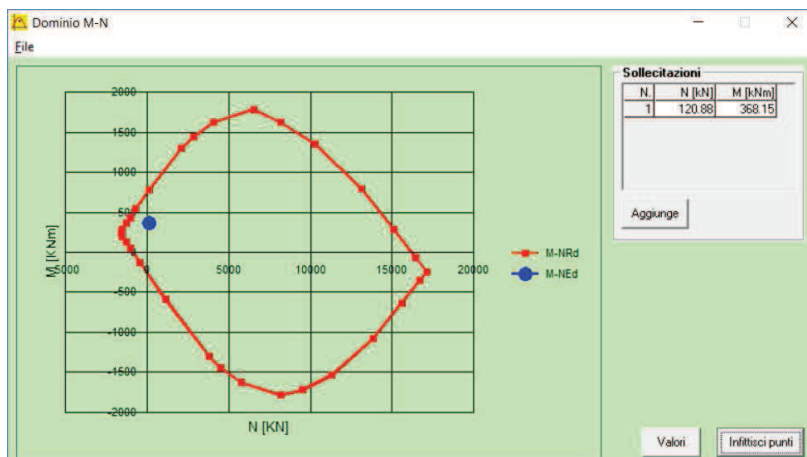 Dominio M-N
File
Sollecitazioni
N. N [kN] M [kNm]
1 120.88 368.15
Aggiunge
2000
1500
1000
500
0
-500
-1000
-1500
-2000
M [KNm]
-5000 0 5000 10000 15000 20000
N [KN]
M-NRd
M-NEd
Valori
Infittisci punti